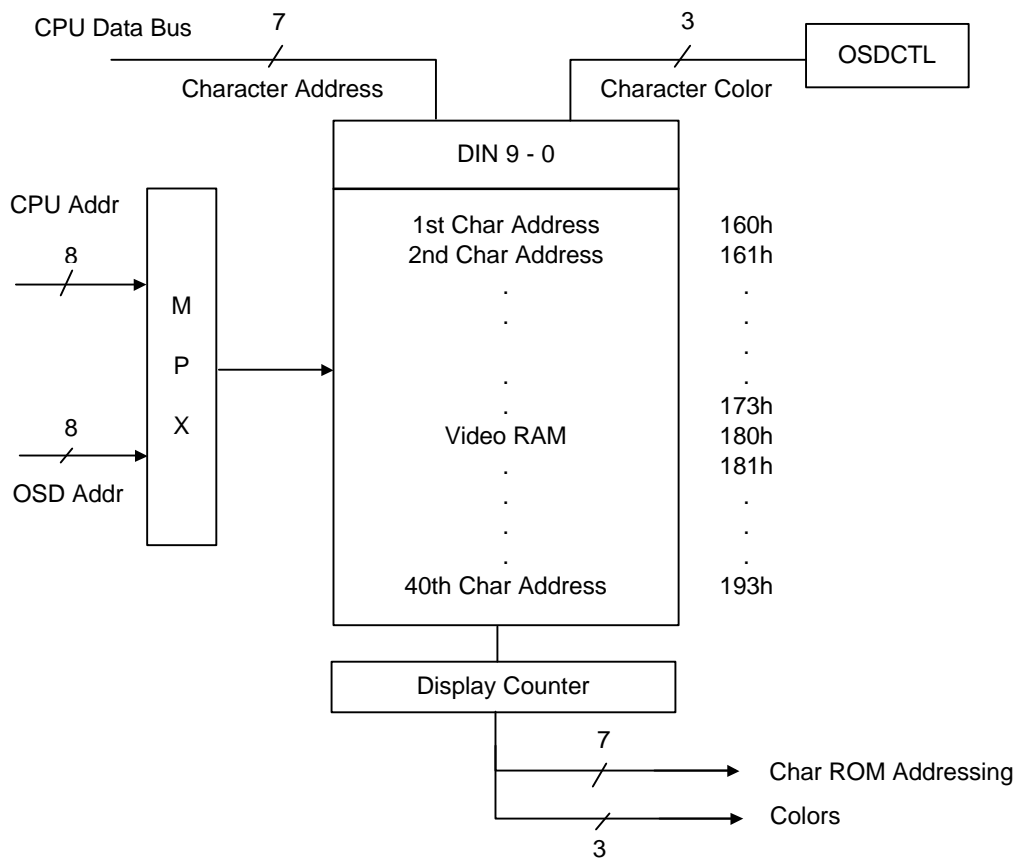 CPU Data Bus
7
3
OSDCTL
Character Address
Character Color
DIN 9 - 0
CPU Addr
8
M
P
X
8
OSD Addr
1st Char Address 160h
2nd Char Address 161h
. .
. .
.
. .
. 173h
Video RAM 180h
. 181h
. .
. .
. .
40th Char Address 193h
Display Counter
7
Char ROM Addressing
Colors
3